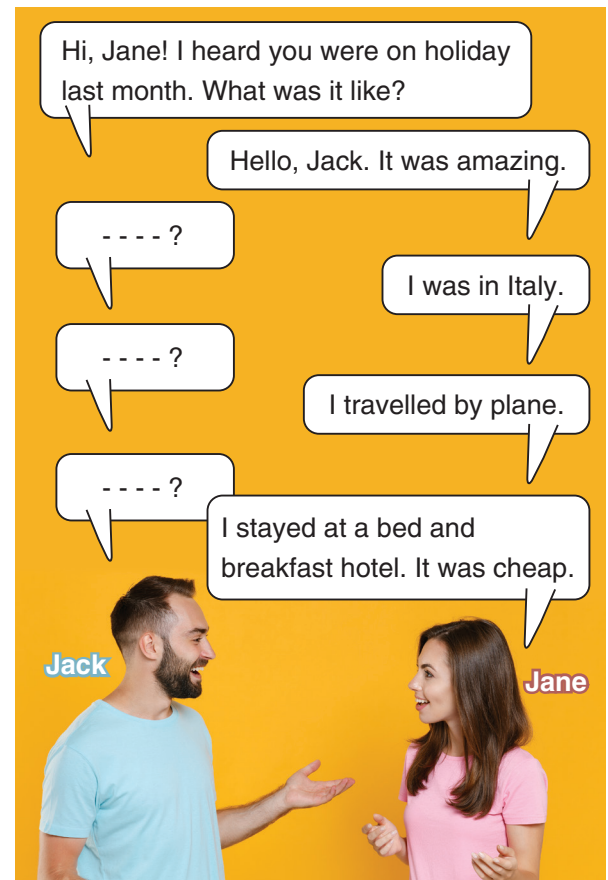 Hi, Jane! I heard you were on holiday
last month. What was it like?
Hello, Jack. It was amazing.
- - - - ?
I was in Italy.
- - - - ?
I travelled by plane.
- - - - ?
I stayed at a bed and
breakfast hotel. It was cheap.
Jack
Jane